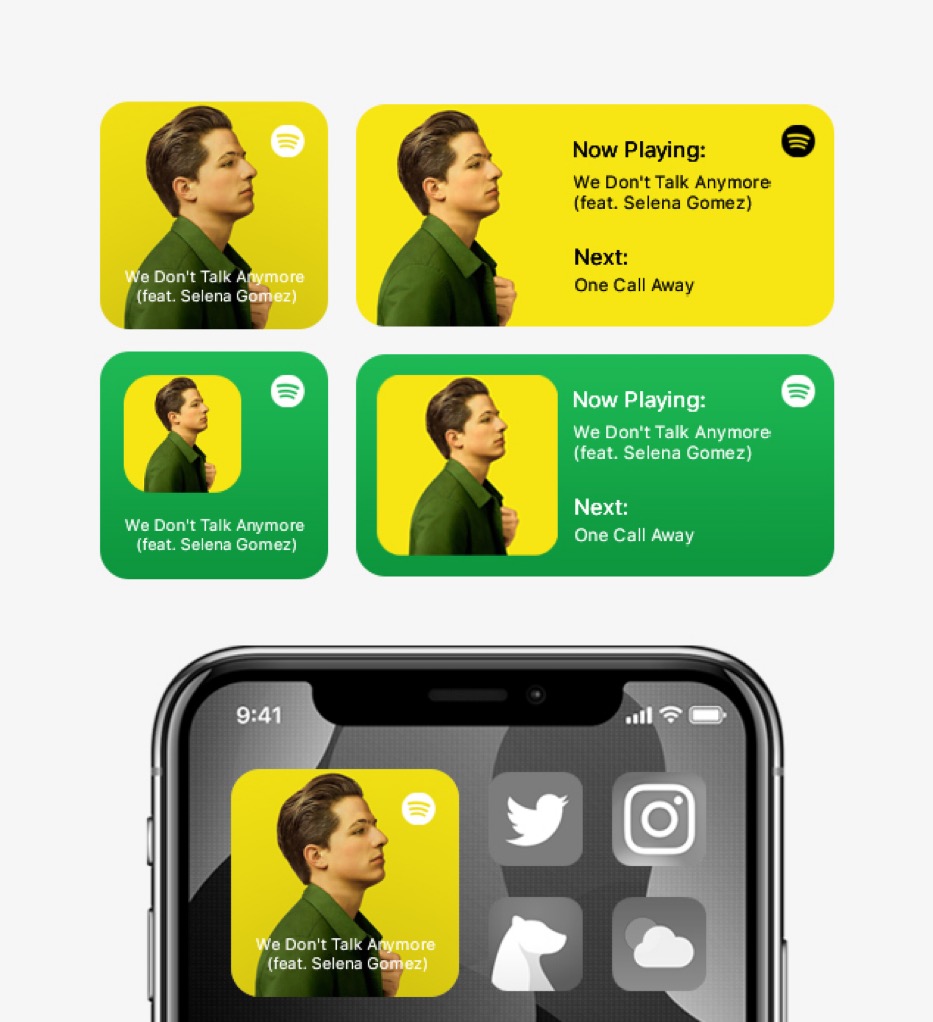 We Don't Talk Anymore
(feat. Selena Gomez)
Now Playing:
We Don't Talk Anymore
(feat. Selena Gomez)
Next:
One Call Away
We Don't Talk Anymore
(feat. Selena Gomez)
Now Playing:
We Don't Talk Anymore
(feat. Selena Gomez)
Next:
One Call Away
9:41
We Don't Talk Anymore
(feat. Selena Gomez)